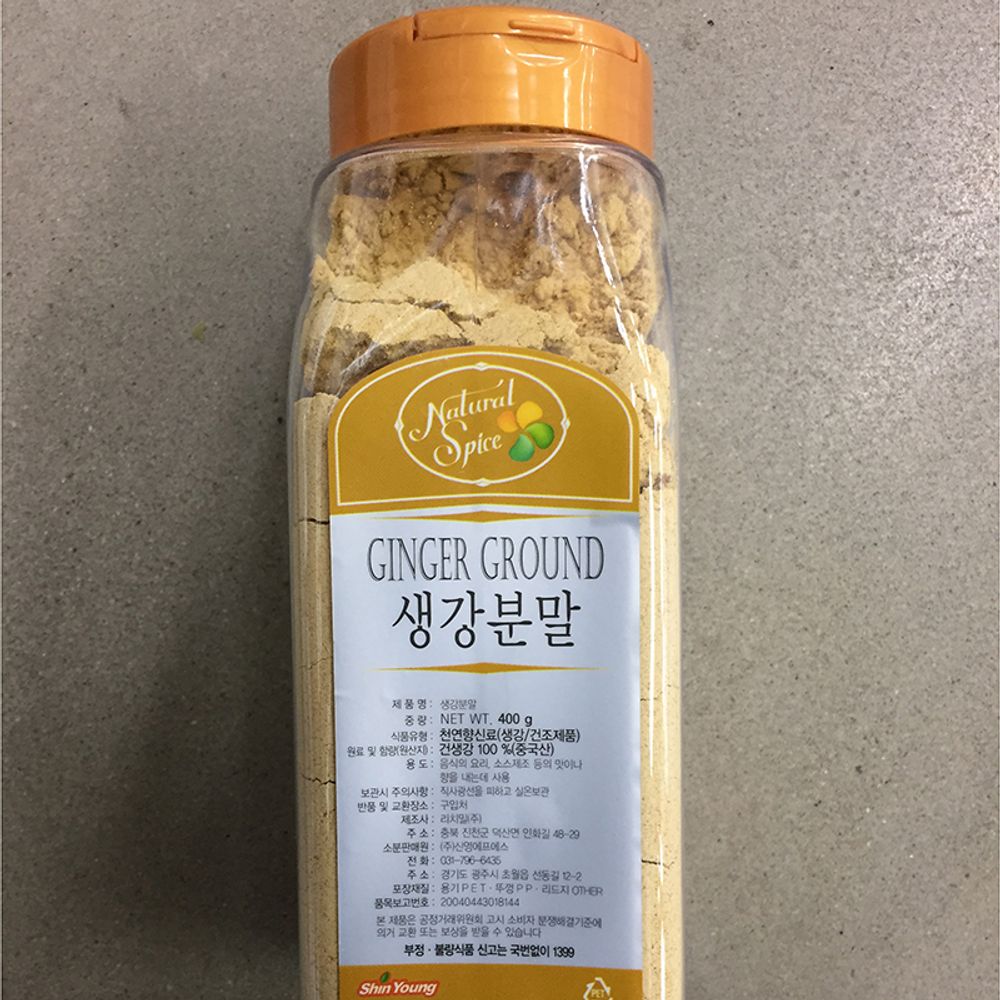 Natural
Spice
GINGER GROUND
생강분말
제 품 명 : 생강분말
중 량 : NET WT. 400 g
식품유형 : 천연향신료(생강/건조제품)
원료 및 함량(원산지) : 건생강 100 %(중국산)
용 도 : 음식의 요리, 소스제조 등의 맛이나
향을 내는데 사용
보관시 주의사항 : 직사광선을 피하고 실온보관
반품 및 교환장소 : 구입처
제조사 : 리치밀(주)
주 소 : 충북 진천군 덕산면 인화길 48-29
소분판매원 : (주)신영에프에스
전 화 : 031-796-6435
주 소 : 경기도 광주시 초월읍 선동길 12-2
포장재질 : 용기 P E T · 뚜껑 P P · 리드지 OTHER
품목보고번호 : 20040443018144
본 제품은 공정거래위원회 고시 소비자 분쟁해결기준에
의거 교환 또는 보상을 받을 수 있습니다
부정 · 불량식품 신고는 국번없이 1399
Shin Young
PET